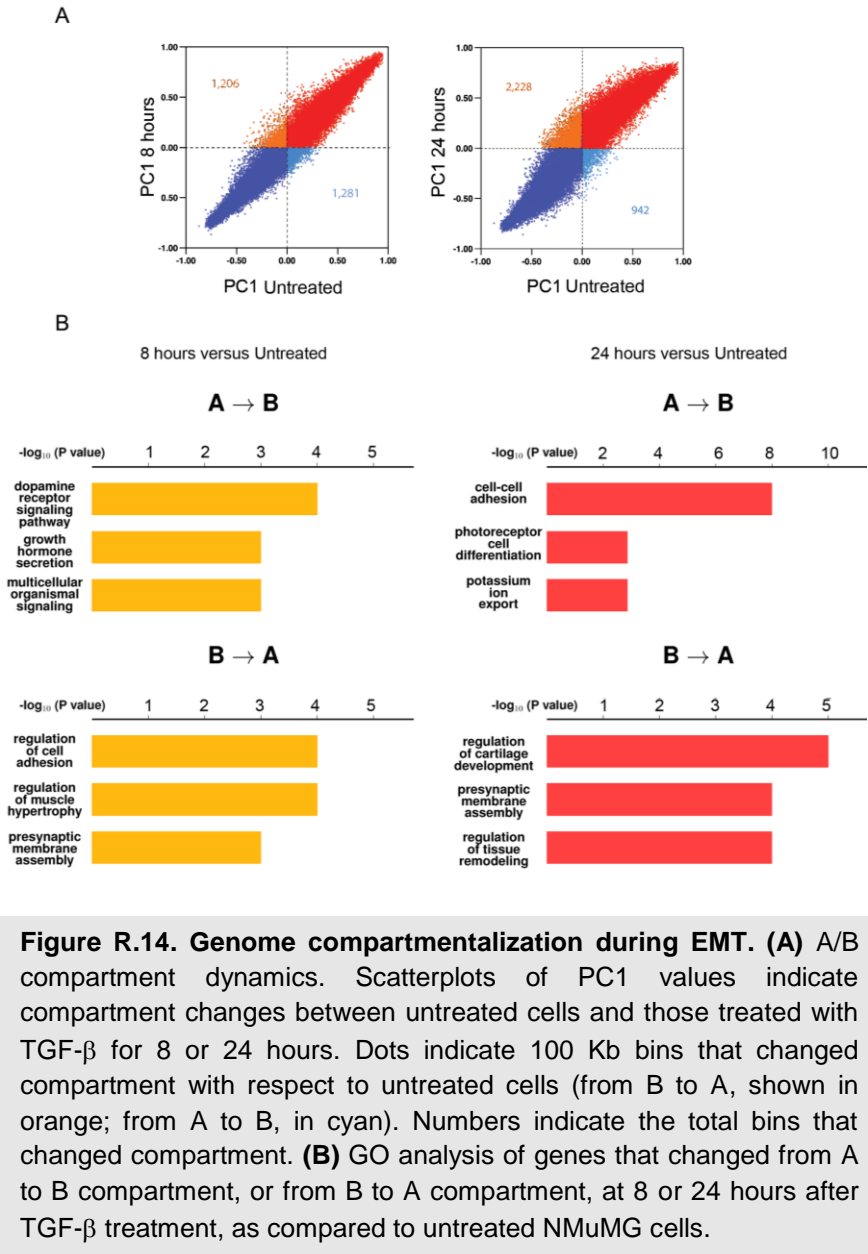 A
1.00
0.50
0.00
0.50
-1.00
PC1 8 hours
1,206
1,281
-1.00 -0.50 0.00 0.50 1.00
PC1 Untreated
1.00
0.50
0.00
-0.50
-1.00
PC1 24 hours
2,228
942
-1.00 -0.50 0.00 0.50 1.00
PC1 Untreated
B
8 hours versus Untreated
A → B
-log₁₀ (P value) 1 2 3 4 5
dopamine
receptor
signaling
pathway
growth
hormone
secretion
multicellular
organismal
signaling
B → A
-log₁₀ (P value) 1 2 3 4 5
regulation
of cell
adhesion
regulation
of muscle
hypertrophy
presynaptic
membrane
assembly
24 hours versus Untreated
A → B
-log₁₀ (P value) 2 4 6 8 10
cell-cell
adhesion
photoreceptor
cell
differentiation
potassium
ion
export
B → A
-log₁₀ (P value) 1 2 3 4 5
regulation
of cartilage
development
presynaptic
membrane
assembly
regulation
of tissue
remodeling
Figure R.14. Genome compartmentalization during EMT. (A) A/B
compartment dynamics. Scatterplots of PC1 values indicate
compartment changes between untreated cells and those treated with
TGF-β for 8 or 24 hours. Dots indicate 100 Kb bins that changed
compartment with respect to untreated cells (from B to A, shown in
orange; from A to B, in cyan). Numbers indicate the total bins that
changed compartment. (B) GO analysis of genes that changed from A
to B compartment, or from B to A compartment, at 8 or 24 hours after
TGF-β treatment, as compared to untreated NMuMG cells.